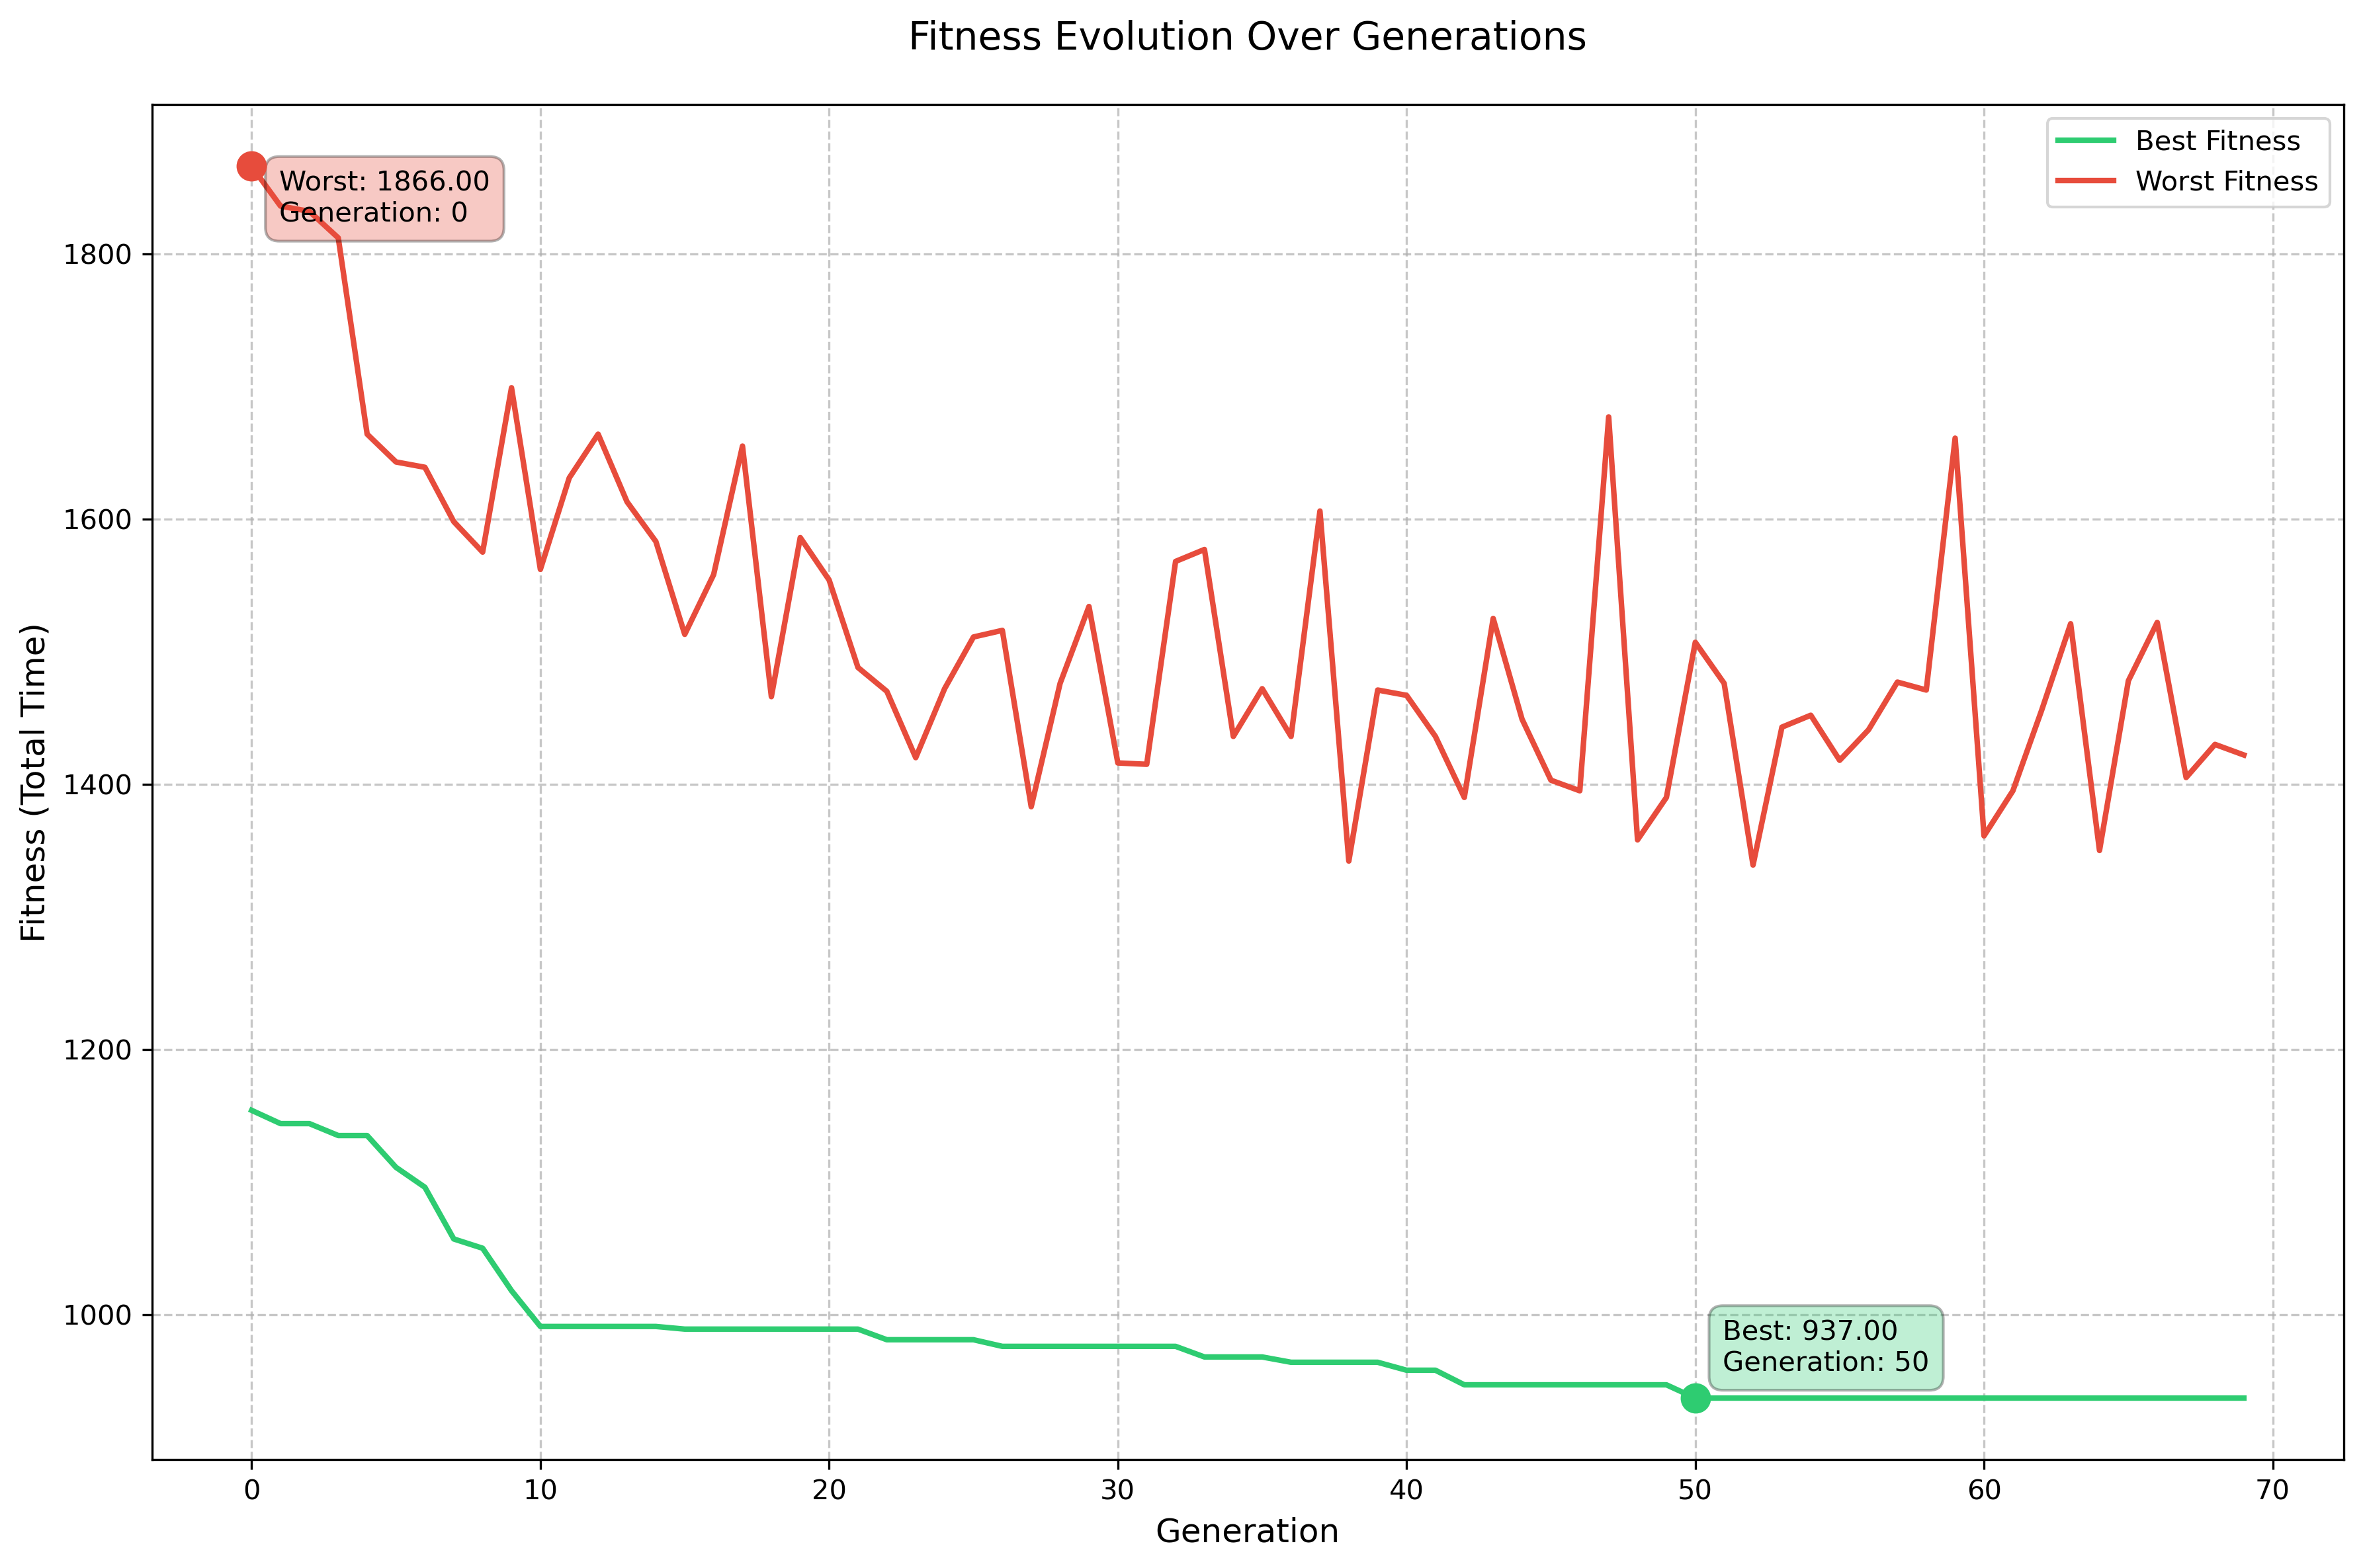 Fitness Evolution Over Generations
Best Fitness
Worst Fitness
Worst: 1866.00
Generation: 0
1800
1600
1400
1200
1000
Fitness (Total Time)
Best: 937.00
Generation: 50
0 10 20 30 40 50 60 70
Generation